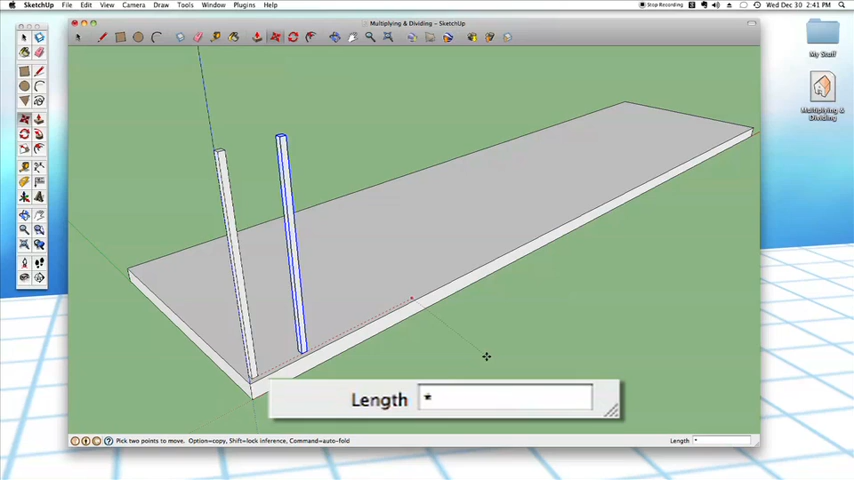 SketchUp File Edit View Camera Draw Tools Window Plugins Help
Stop Recording
Wed Dec 30 2:41 PM
Multiplying & Dividing – SketchUp
My Stuff
Multiplying & Dividing
Length *
Pick two points to move. Option=copy, Shift=lock inference, Command=auto-fold
Length *